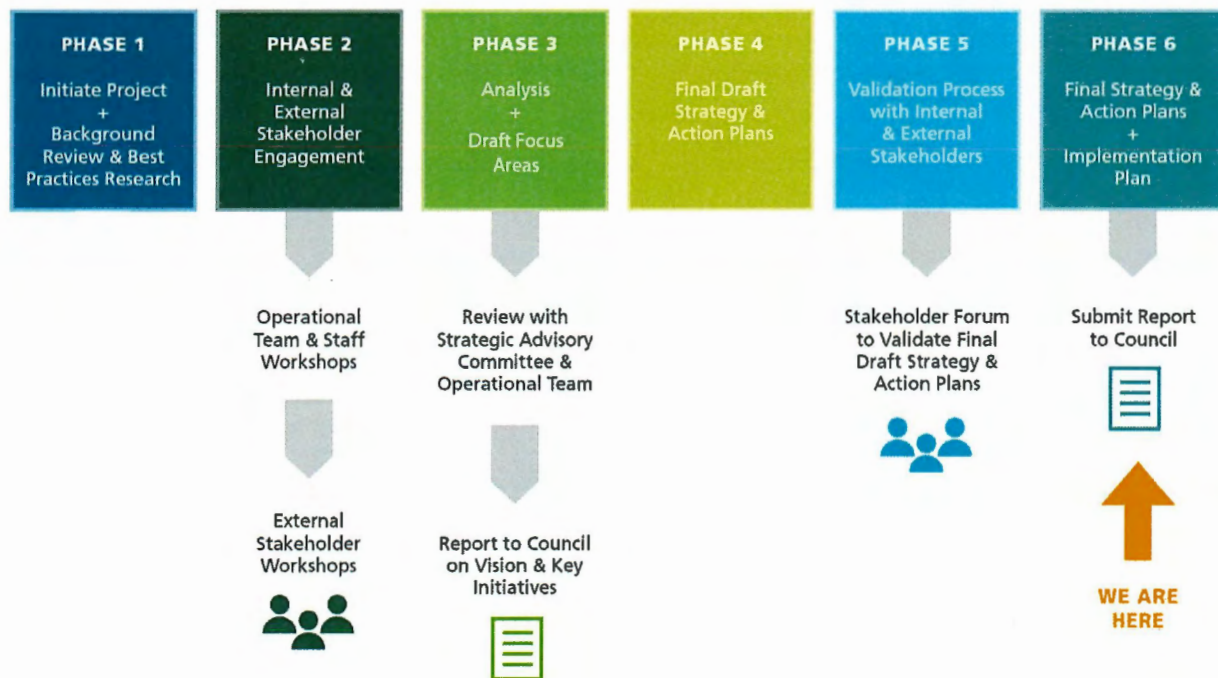 PHASE 1
Initiate Project
+
Background
Review & Best
Practices Research
PHASE 2
Internal &
External
Stakeholder
Engagement
PHASE 3
Analysis
+
Draft Focus
Areas
PHASE 4
Final Draft
Strategy &
Action Plans
PHASE 5
Validation Process
with Internal
& External
Stakeholders
PHASE 6
Final Strategy &
Action Plans
+
Implementation
Plan
Operational
Team & Staff
Workshops
External
Stakeholder
Workshops
Review with
Strategic Advisory
Committee &
Operational Team
Report to Council
on Vision & Key
Initiatives
Stakeholder Forum
to Validate Final
Draft Strategy &
Action Plans
Submit Report
to Council
WE ARE
HERE